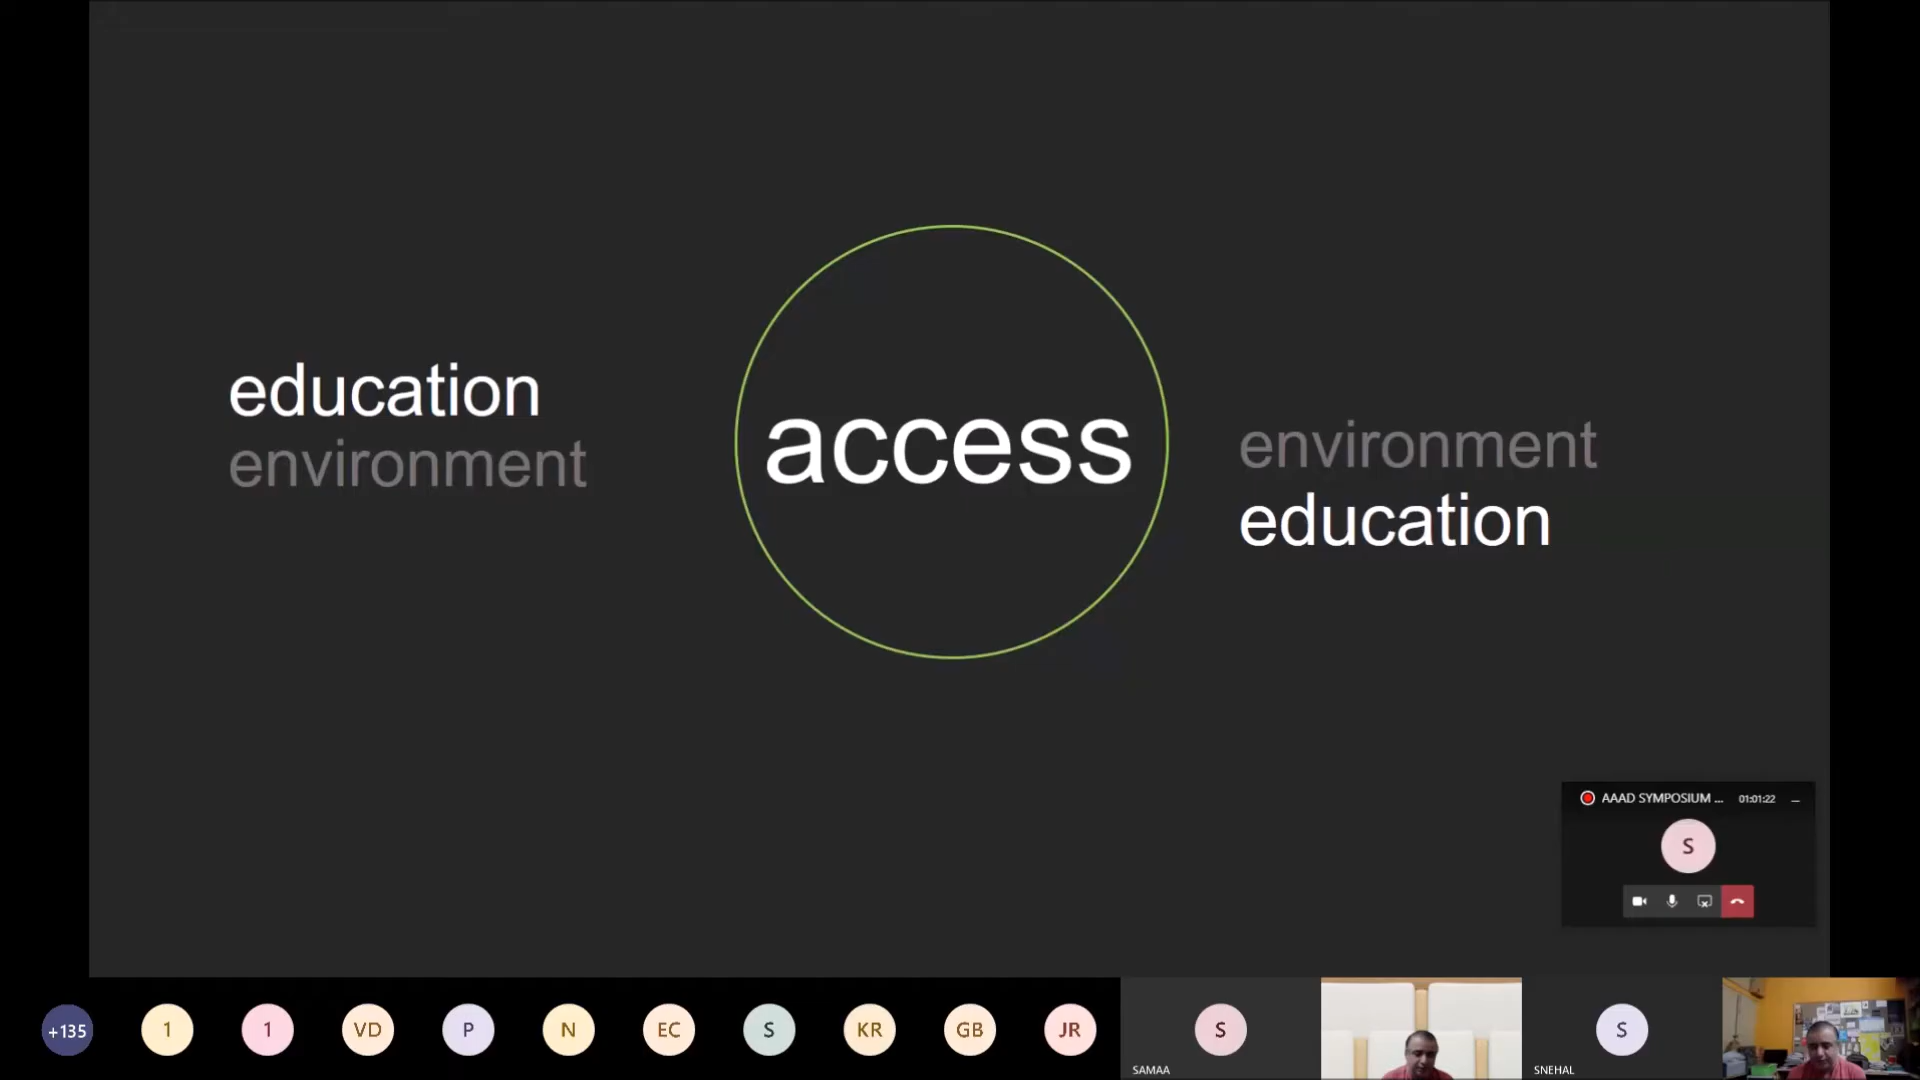 education
environment
access
environment
education
AAAD SYMPOSIUM ...
01:01:22
S
+135
1
1
VD
P
N
EC
S
KR
GB
JR
S
SAMAA
S
SNEHAL